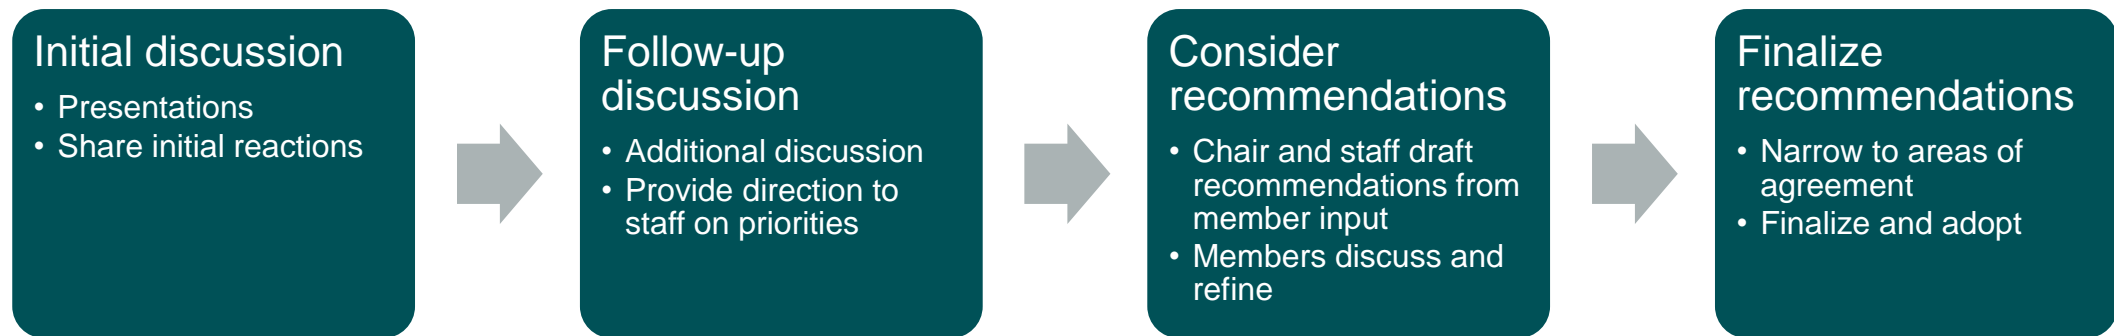 Initial discussion
• Presentations
• Share initial reactions
Follow-up
discussion
• Additional discussion
• Provide direction to
staff on priorities
Consider
recommendations
• Chair and staff draft
recommendations from
member input
• Members discuss and
refine
Finalize
recommendations
• Narrow to areas of
agreement
• Finalize and adopt